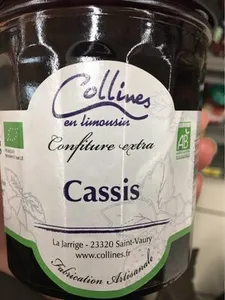 Collines
en limousin
Confiture extra
AB
Cassis
La Jarrige - 23320 Saint-Vaury
www.collines.fr
Fabrication Artisanale